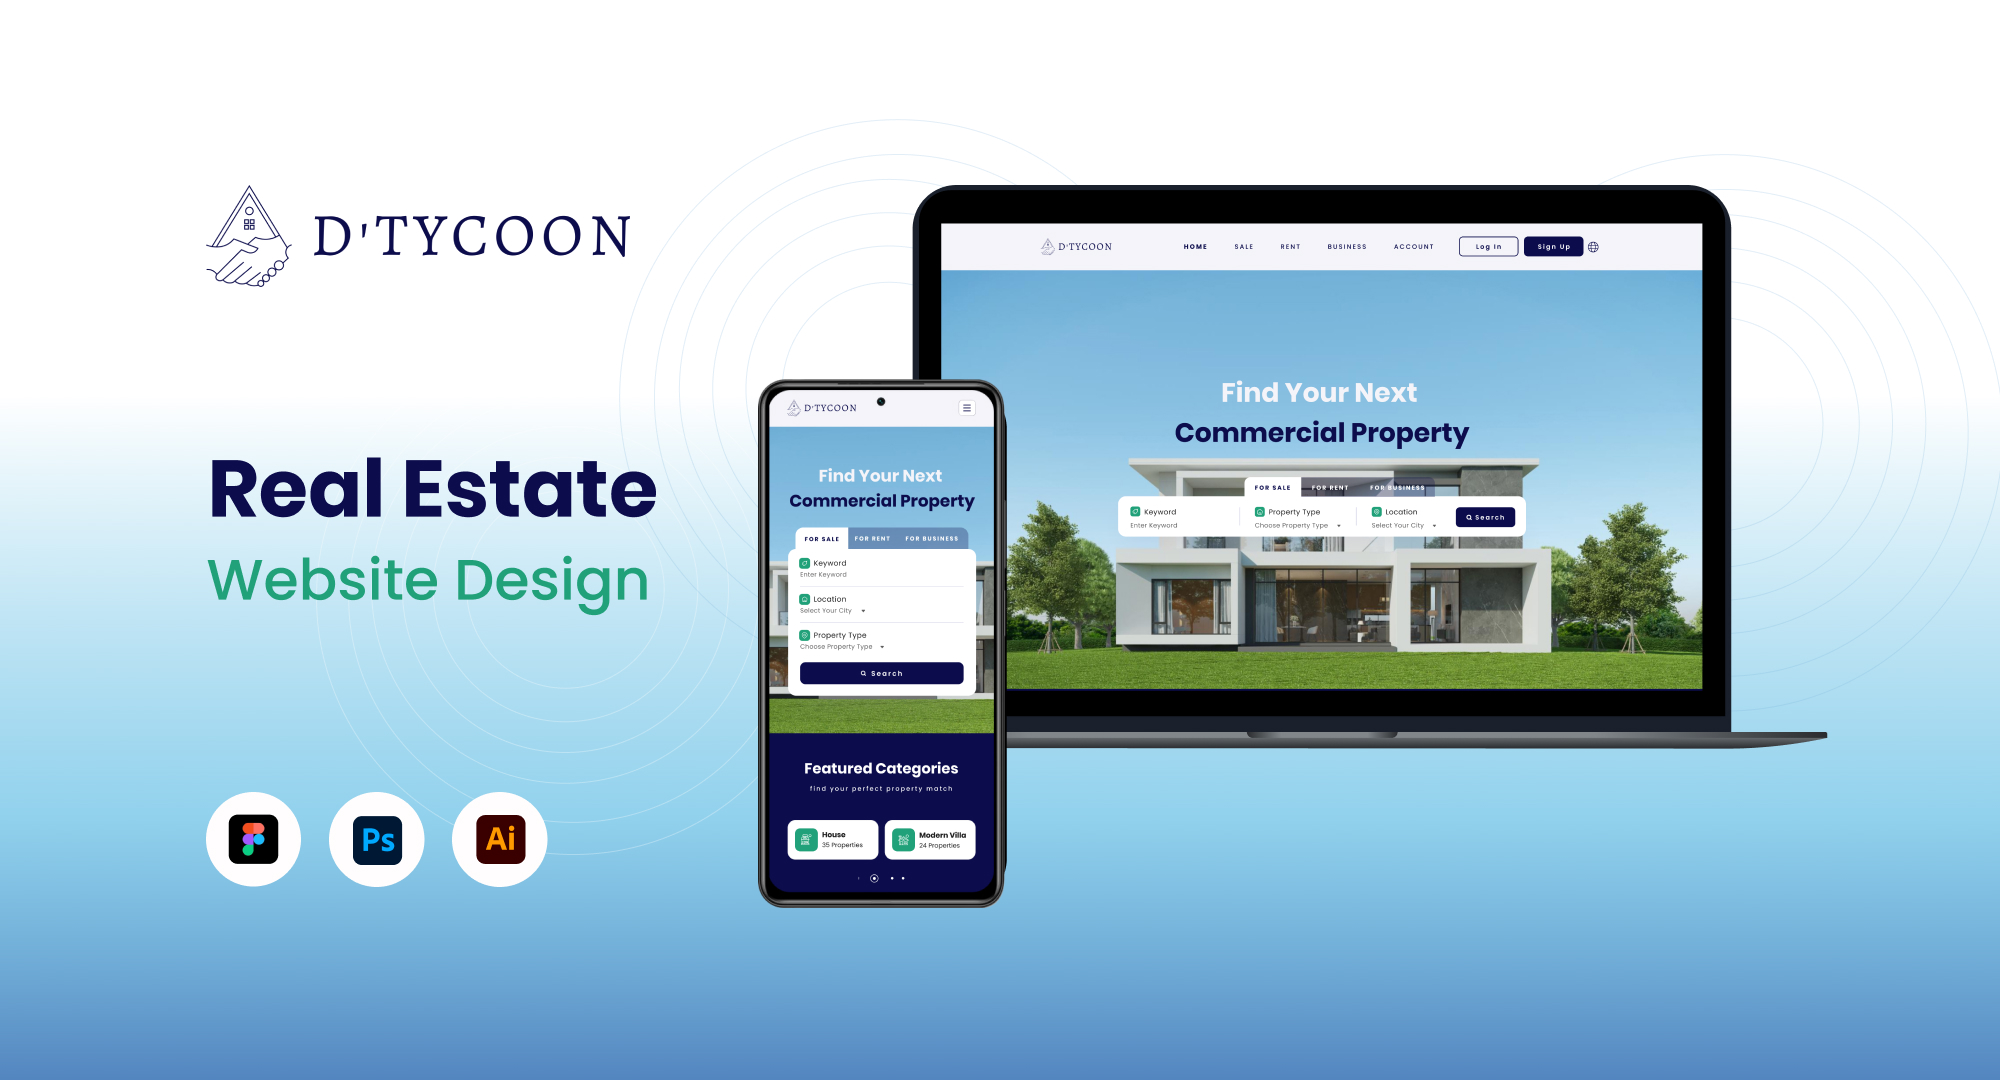 D'TYCOON
Real Estate
Website Design
Ps
Ai
D'TYCOON
HOME SALE RENT BUSINESS ACCOUNT Log In Sign Up
Find Your Next
Commercial Property
FOR SALE FOR RENT FOR BUSINESS
Keyword Property Type Location
Enter Keyword Choose Property Type Select Your City
Search
D'TYCOON
Find Your Next
Commercial Property
FOR SALE FOR RENT FOR BUSINESS
Keyword
Enter Keyword
Location
Select Your City
Property Type
Choose Property Type
Search
Featured Categories
find your perfect property match
House
35 Properties
Modern Villa
24 Properties